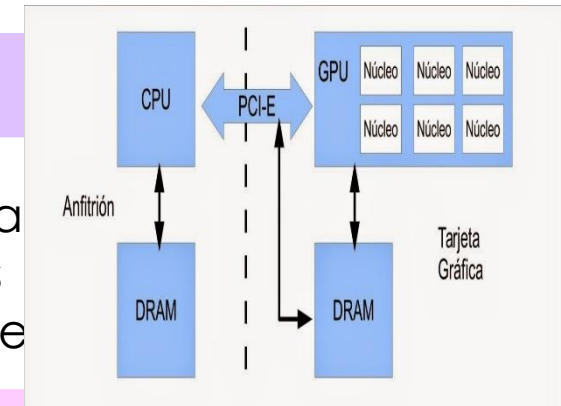 CPU
PCI-E
GPU
Núcleo Núcleo Núcleo
Núcleo Núcleo Núcleo
Anfitrión
Tarjeta
Gráfica
DRAM
DRAM